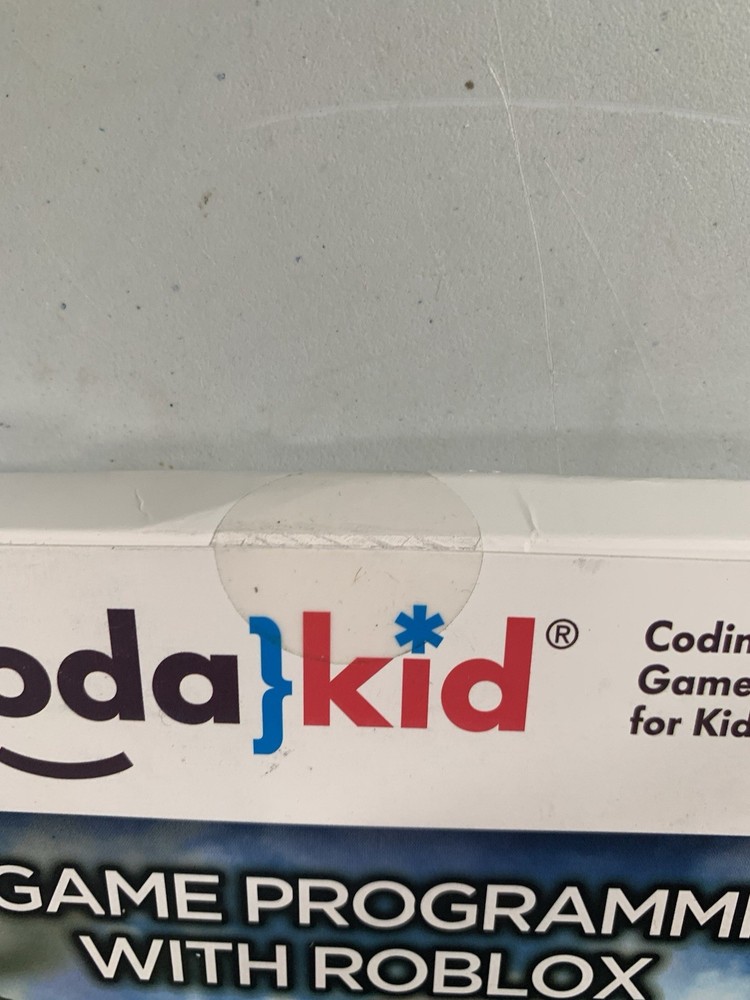 oda}kid®
Codin
Game
for Kid
GAME PROGRAMMI
WITH ROBLOX